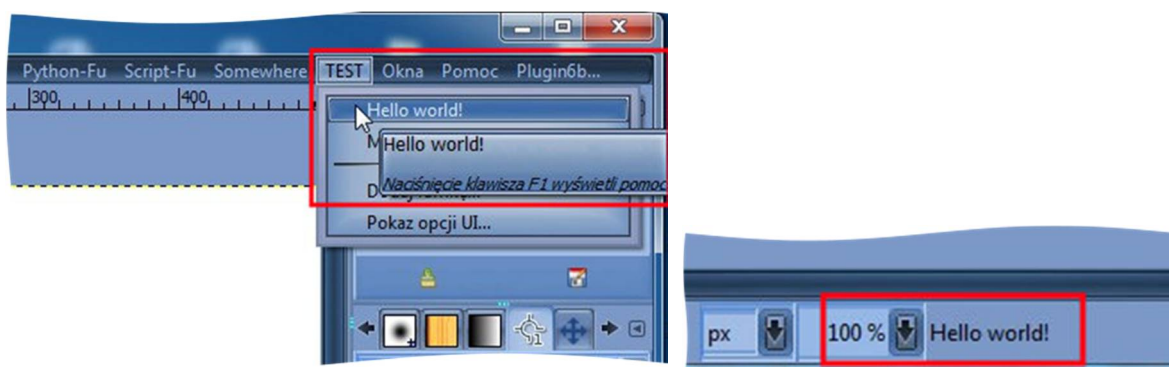 Python-Fu Script-Fu Somewhere TEST Okna Pomoc Plugin6b...
300 400
Hello world!
Hello world!
Naciśnięcie klawisza F1 wyświetli pomoc
Pokaz opcji UI...
px 100 % Hello world!